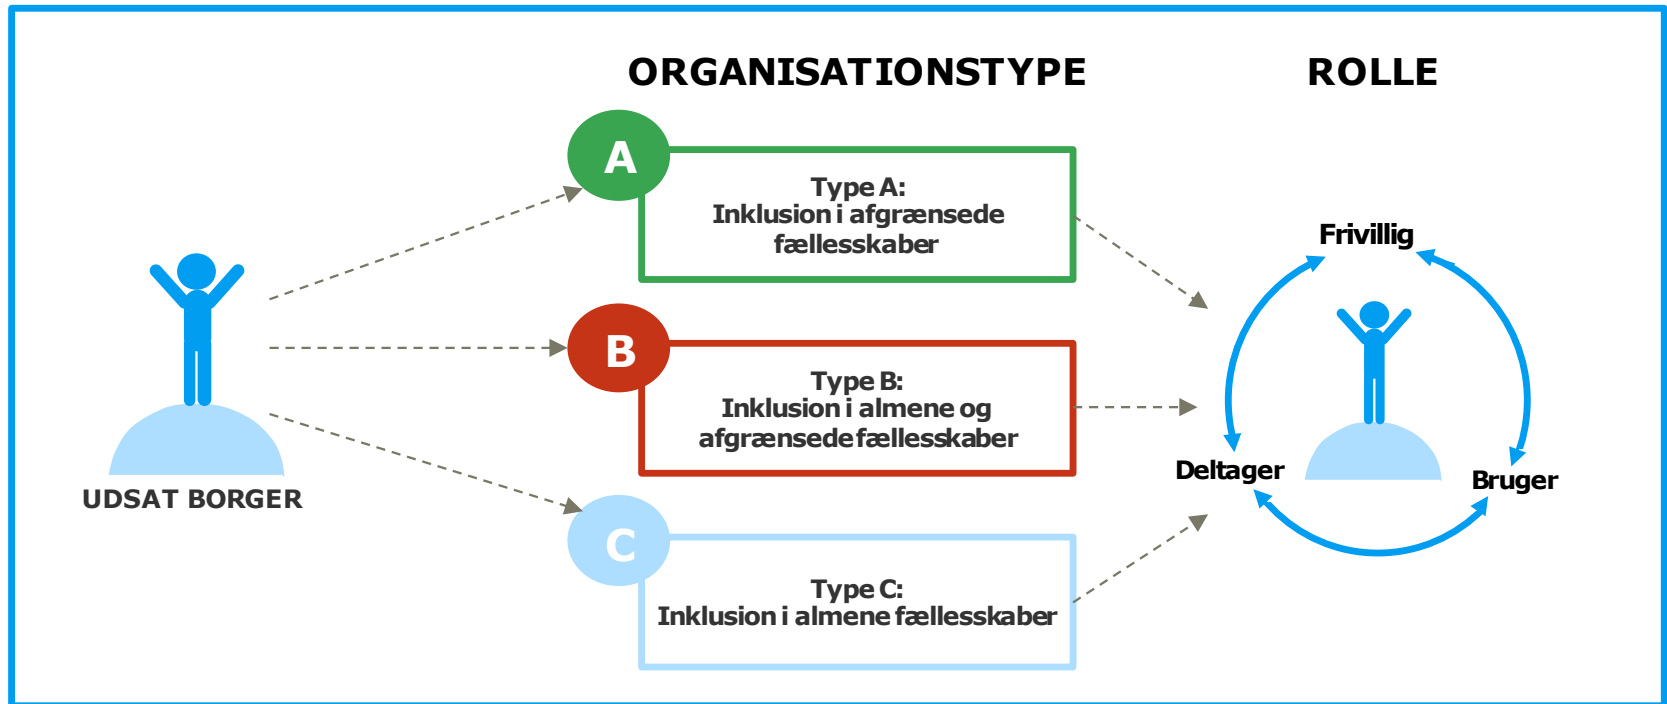 ORGANISATIONSTYPE
ROLLE
A
Type A:
Inklusion i afgrænsede
fællesskaber
B
Type B:
Inklusion i almene og
afgrænsede fællesskaber
C
Type C:
Inklusion i almene fællesskaber
UDSAT BORGER
Frivillig
Deltager
Bruger